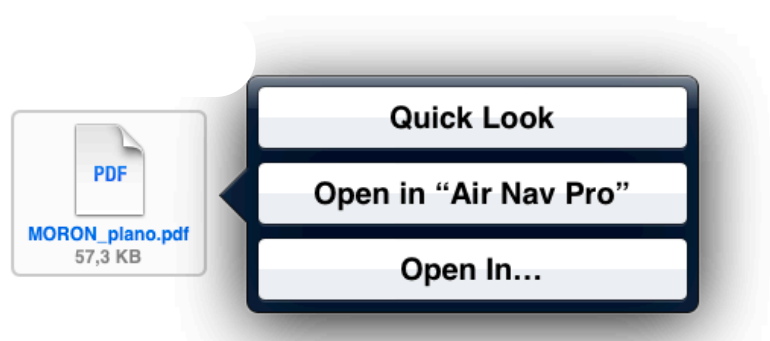 PDF
MORON_plano.pdf
57,3 KB
Quick Look
Open in “Air Nav Pro”
Open In...